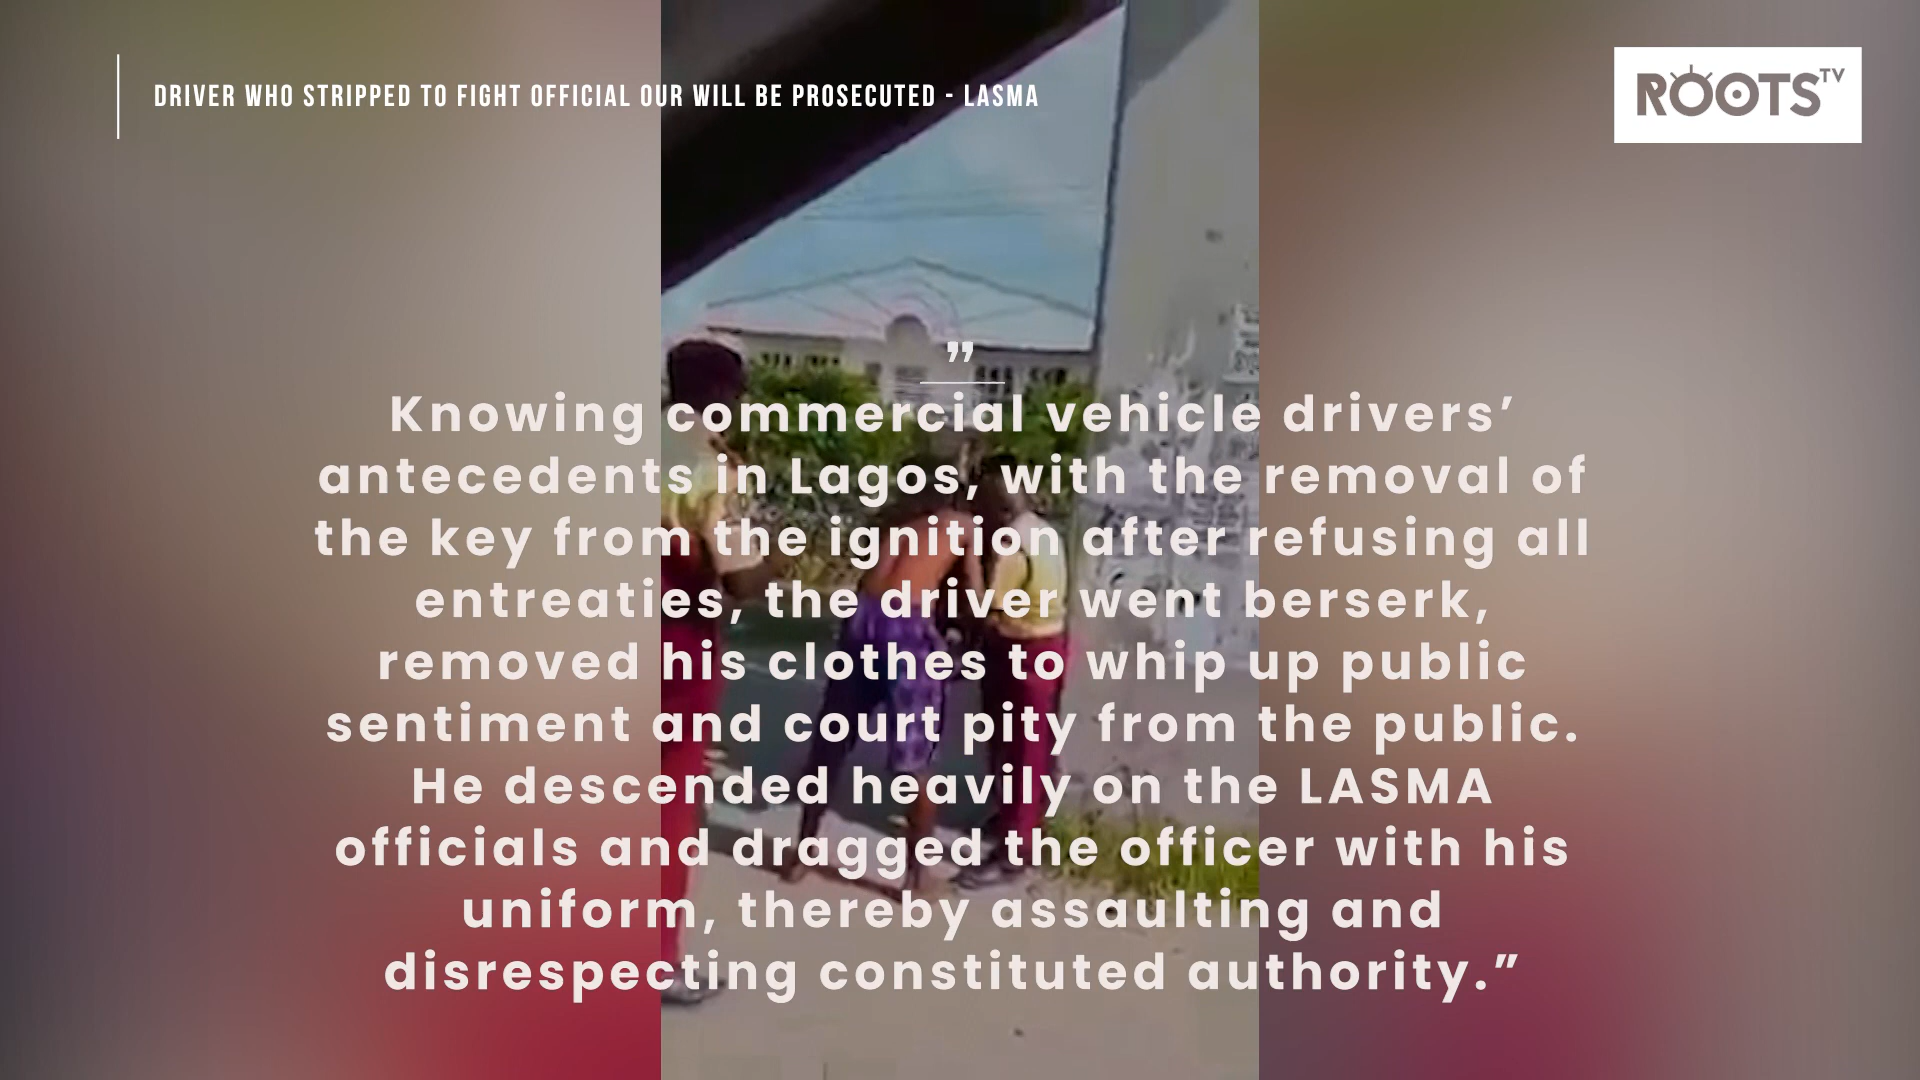 DRIVER WHO STRIPPED TO FIGHT OFFICIAL OUR WILL BE PROSECUTED - LASMA
ROOTS TV
”
Knowing commercial vehicle drivers’
antecedents in Lagos, with the removal of
the key from the ignition after refusing all
entreaties, the driver went berserk,
removed his clothes to whip up public
sentiment and court pity from the public.
He descended heavily on the LASMA
officials and dragged the officer with his
uniform, thereby assaulting and
disrespecting constituted authority.”